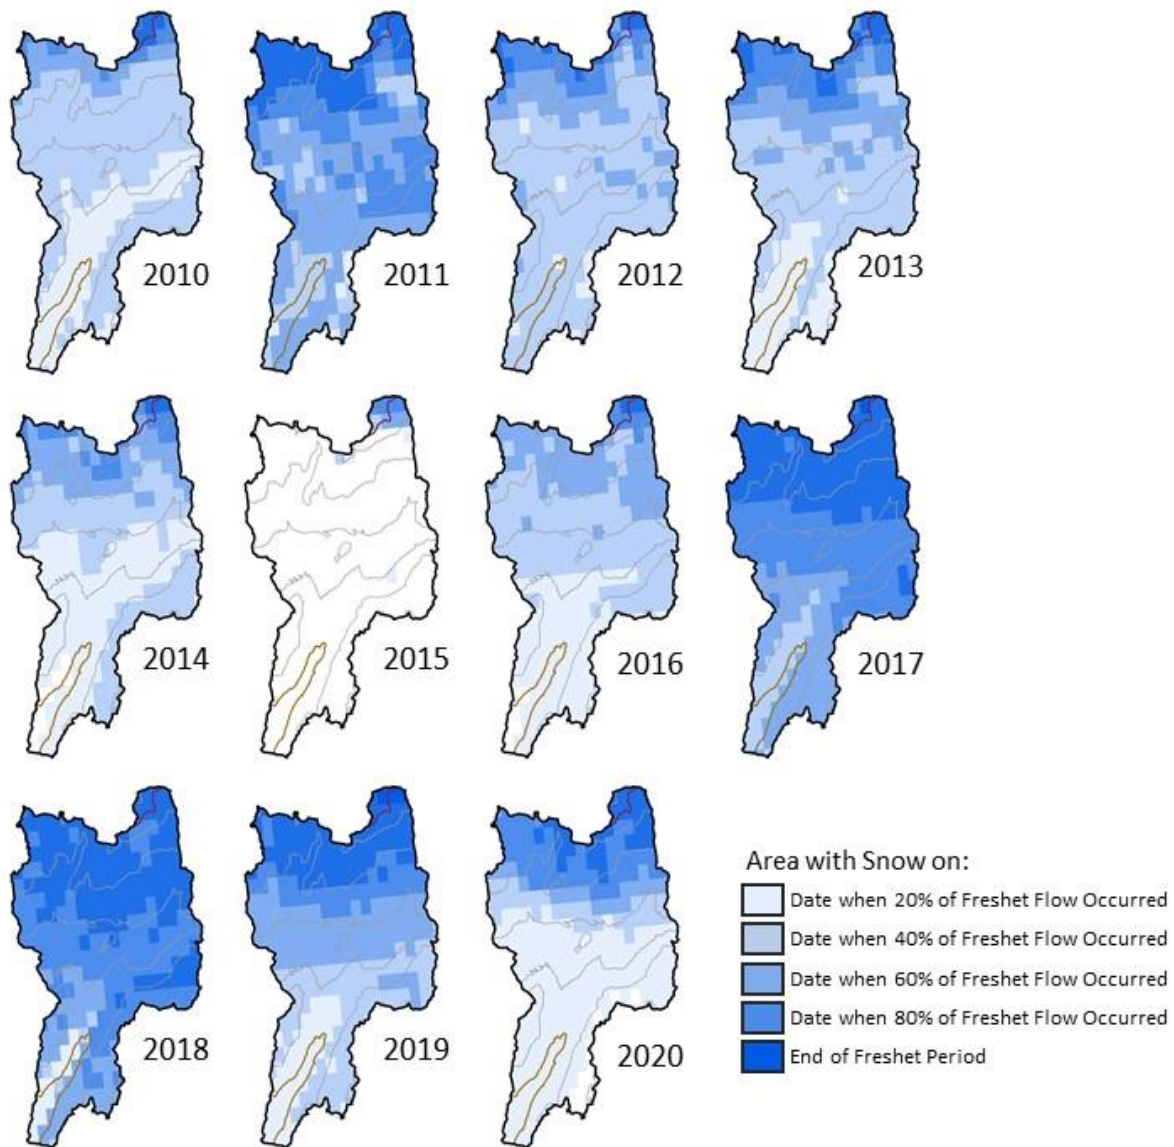 2010
2011
2012
2013
2014
2015
2016
2017
2018
2019
2020
Area with Snow on:
Date when 20% of Freshet Flow Occurred
Date when 40% of Freshet Flow Occurred
Date when 60% of Freshet Flow Occurred
Date when 80% of Freshet Flow Occurred
End of Freshet Period